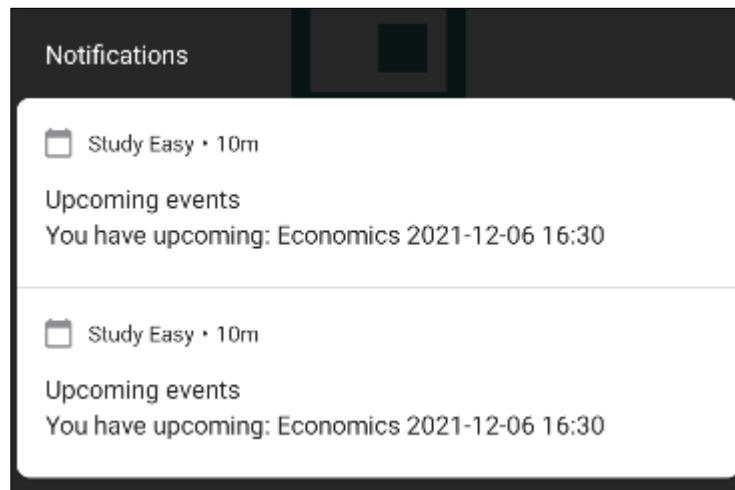 Notifications
Study Easy • 10m
Upcoming events
You have upcoming: Economics 2021-12-06 16:30
Study Easy • 10m
Upcoming events
You have upcoming: Economics 2021-12-06 16:30